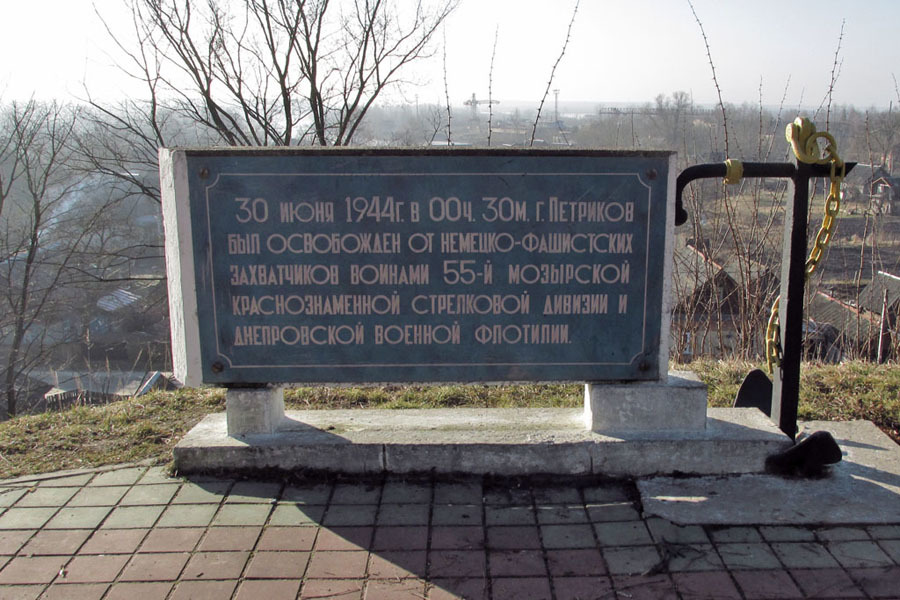 30 июня 1944г. в 00ч. 30м. г. Петриков
был освобожден от немецко-фашистских
захватчиков воинами 55-й мозырской
краснознаменной стрелковой дивизии и
днепровской военной флотилии.